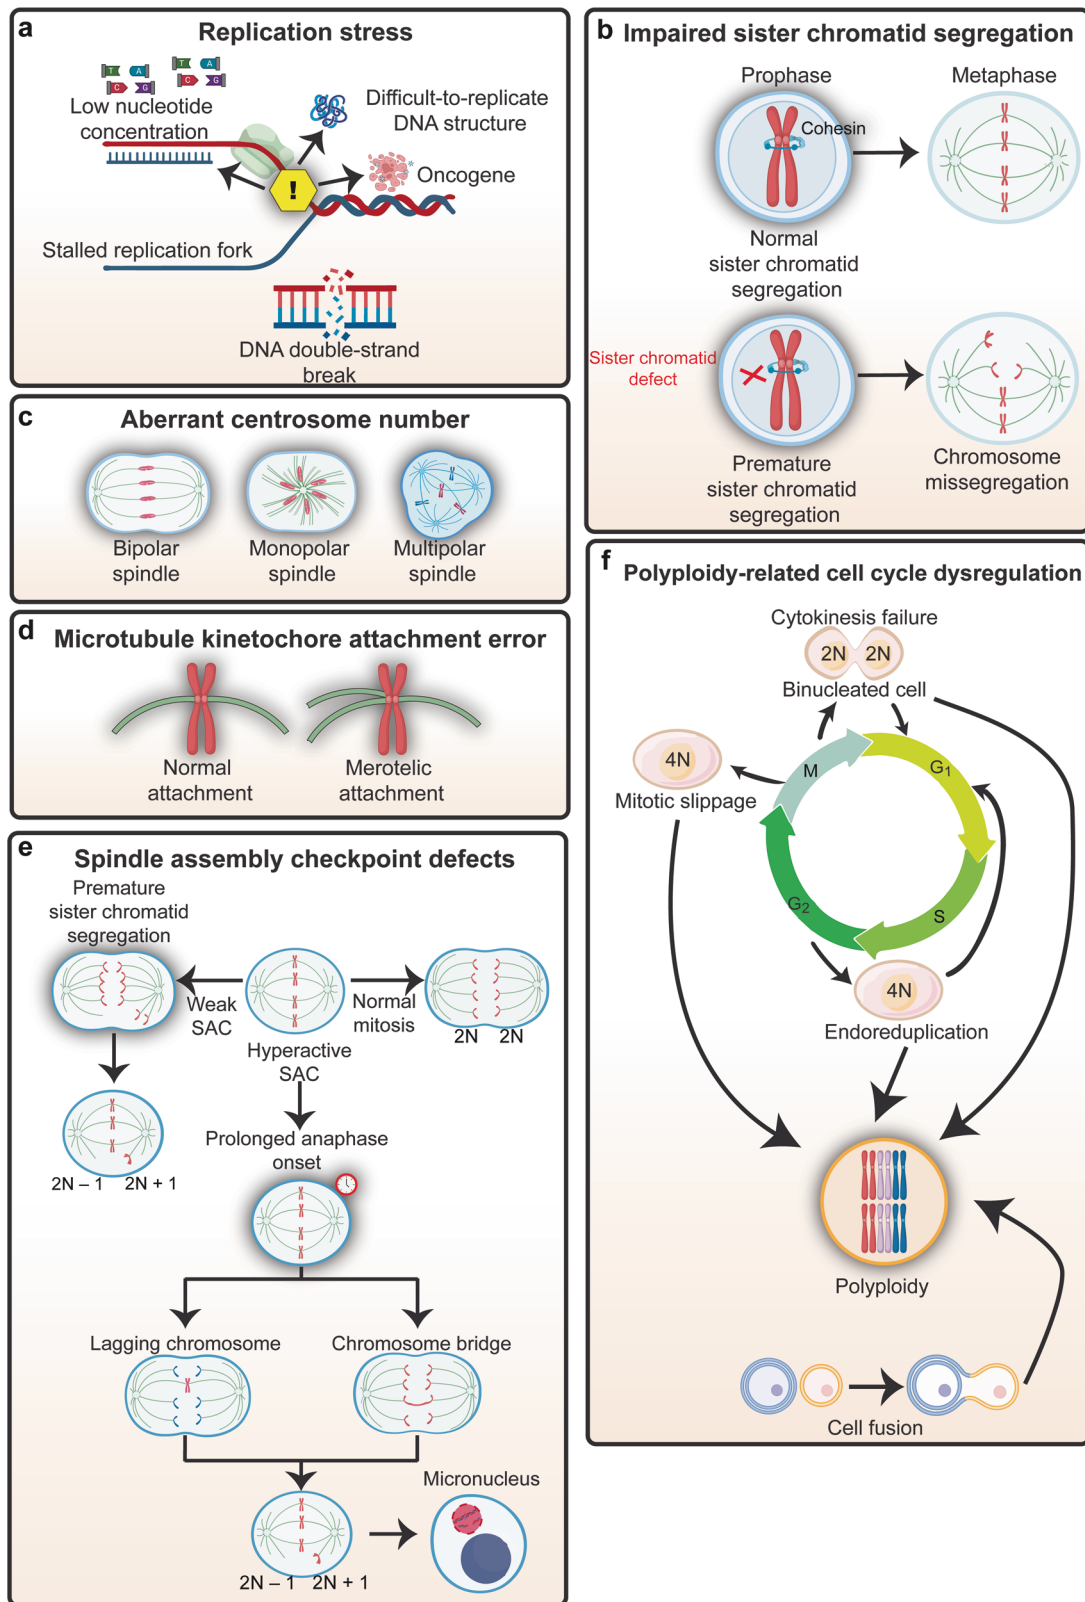 a
Replication stress
T A T A
C G C G
Low nucleotide
concentration
Difficult-to-replicate
DNA structure
!
Oncogene
Stalled replication fork
DNA double-strand
break
b
Impaired sister chromatid segregation
Prophase
Metaphase
Cohesin
Normal
sister chromatid
segregation
Sister chromatid
defect
Premature
sister chromatid
segregation
Chromosome
missegregation
c
Aberrant centrosome number
Bipolar
spindle
Monopolar
spindle
Multipolar
spindle
d
Microtubule kinetochore attachment error
Normal
attachment
Merotelic
attachment
e
Spindle assembly checkpoint defects
Premature
sister chromatid
segregation
Weak
SAC
Normal
mitosis
2N 2N
Hyperactive
SAC
2N – 1 2N + 1
Prolonged anaphase
onset
Lagging chromosome
Chromosome bridge
Micronucleus
2N – 1 2N + 1
f
Polyploidy-related cell cycle dysregulation
Cytokinesis failure
2N 2N
Binucleated cell
4N
Mitotic slippage
M
G1
S
G2
4N
Endoreduplication
Polyploidy
Cell fusion